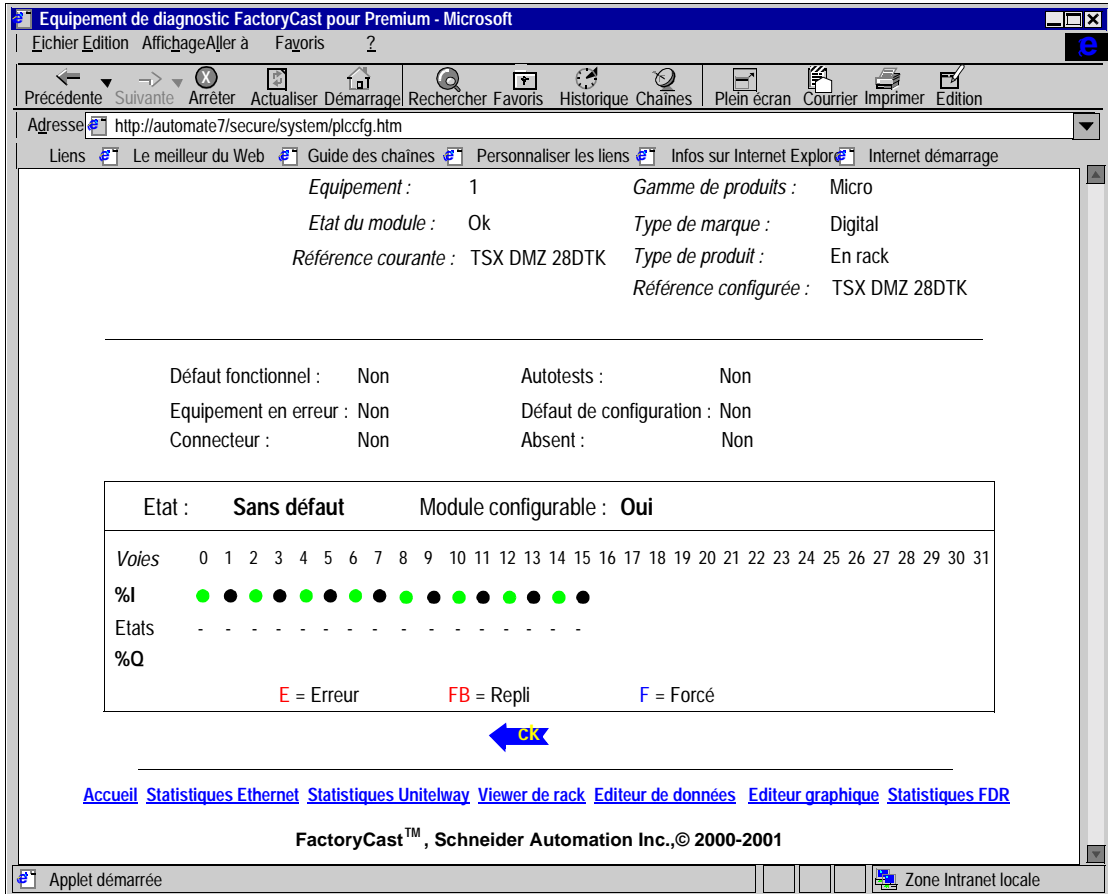 Equipement de diagnostic FactoryCast pour Premium - Microsoft
Fichier Edition AffichageAller à Favoris ?
Précédente Suivante Arrêter Actualiser Démarrage Rechercher Favoris Historique Chaînes Plein écran Courrier Imprimer Edition
Adresse http://automate7/secure/system/plccfg.htm
Liens Le meilleur du Web Guide des chaînes Personnaliser les liens Infos sur Internet Explor Internet démarrage
Equipement : 1 Gamme de produits : Micro
Etat du module : Ok Type de marque : Digital
Référence courante : TSX DMZ 28DTK Type de produit : En rack
Référence configurée : TSX DMZ 28DTK
Défaut fonctionnel : Non Autotests : Non
Equipement en erreur : Non Défaut de configuration : Non
Connecteur : Non Absent : Non
Etat : Sans défaut Module configurable : Oui
Voies 0 1 2 3 4 5 6 7 8 9 10 11 12 13 14 15 16 17 18 19 20 21 22 23 24 25 26 27 28 29 30 31
%I
Etats - - - - - - - - - - - - - - - -
%Q
E = Erreur FB = Repli F = Forcé
ck
Accueil Statistiques Ethernet Statistiques Unitelway Viewer de rack Editeur de données Editeur graphique Statistiques FDR
FactoryCast™ , Schneider Automation Inc.,© 2000-2001
Applet démarrée Zone Intranet locale